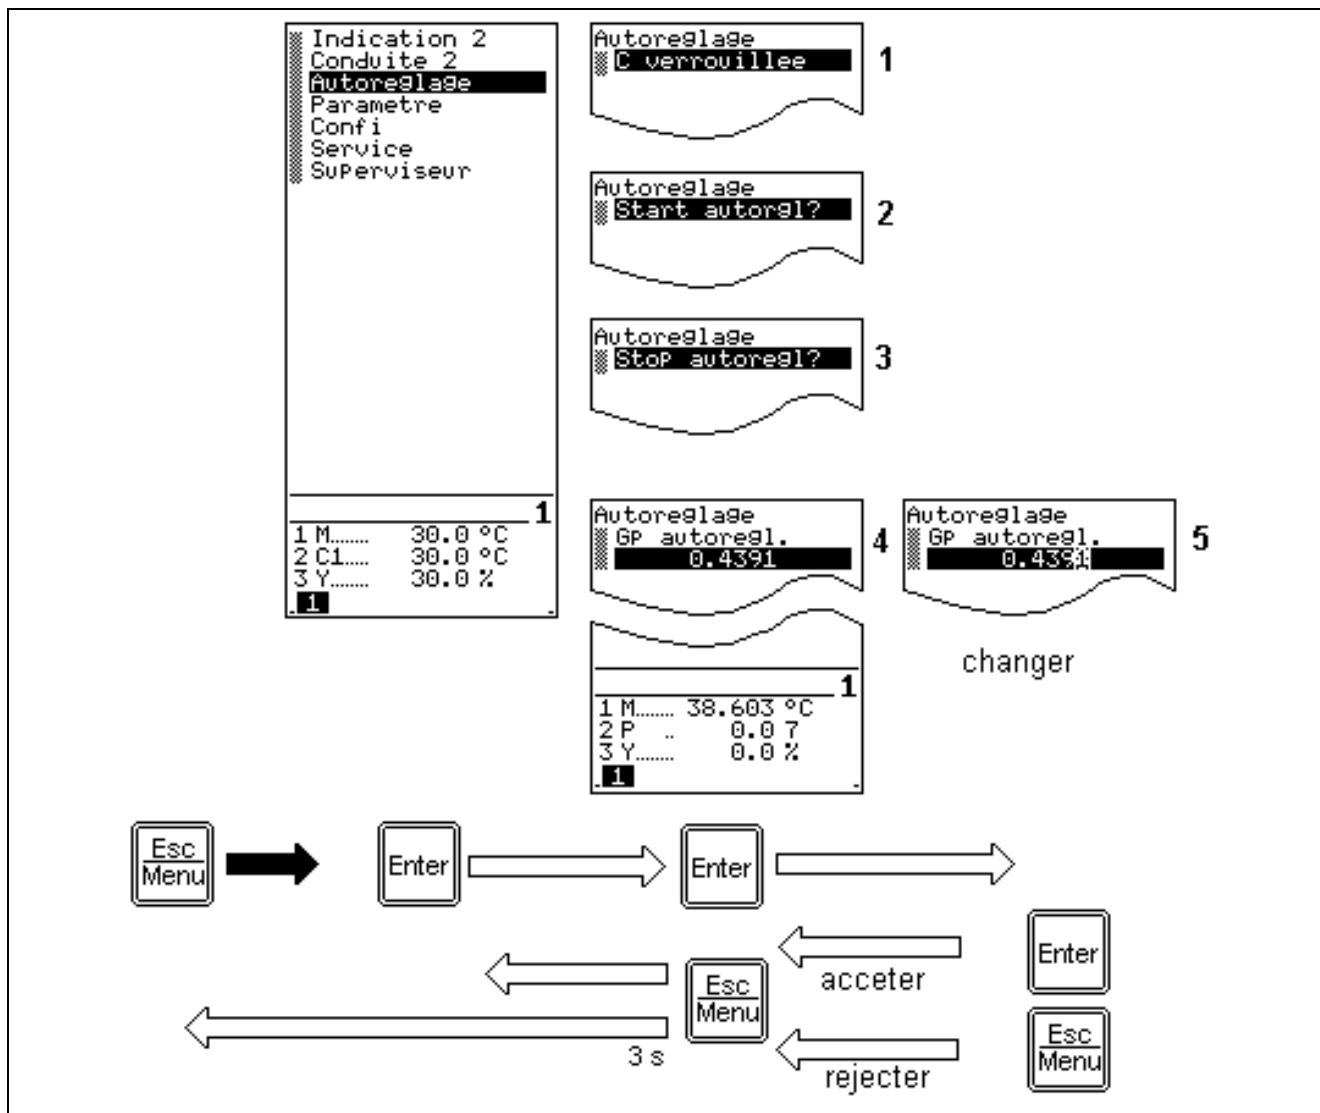 Indication 2
Conduite 2
Autoreglage
Parametre
Confi
Service
Superviseur
1
1 M....... 30.0 °C
2 C1..... 30.0 °C
3 Y....... 30.0 %
1
Autoreglage
C verrouillee
1
Autoreglage
Start autorgl?
2
Autoreglage
Stop autoregl?
3
Autoreglage
GP autoregl.
0.4391
4
Autoreglage
GP autoregl.
0.4391
5
changer
1
1 M....... 38.603 °C
2 P .. 0.0 7
3 Y........ 0.0 %
1
Esc
Menu
Enter
Enter
Enter
acceter
Esc
Menu
3 s
rejecter
Esc
Menu